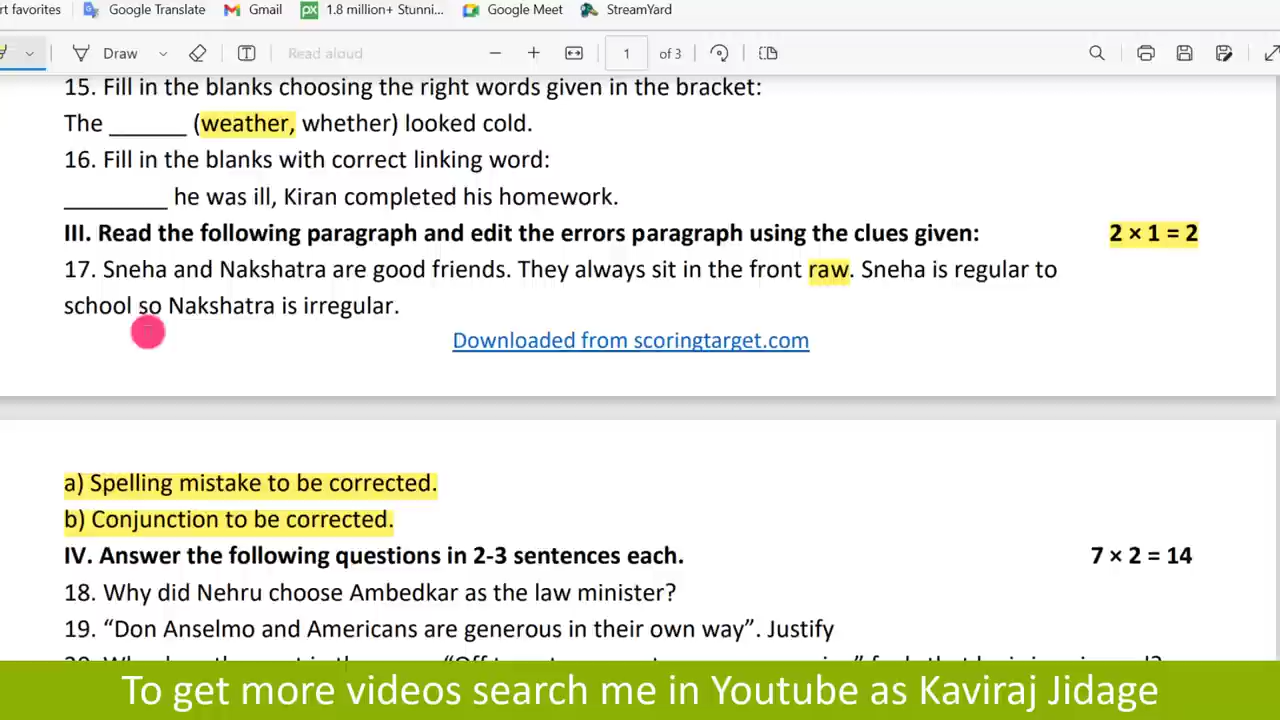 rt favorites Google Translate Gmail px 1.8 million+ Stunni... Google Meet StreamYard
Draw T Read aloud 1 of 3
15. Fill in the blanks choosing the right words given in the bracket:
The ______ (weather, whether) looked cold.
16. Fill in the blanks with correct linking word:
________ he was ill, Kiran completed his homework.
III. Read the following paragraph and edit the errors paragraph using the clues given: 2 × 1 = 2
17. Sneha and Nakshatra are good friends. They always sit in the front raw. Sneha is regular to
school so Nakshatra is irregular.
Downloaded from scoringtarget.com
a) Spelling mistake to be corrected.
b) Conjunction to be corrected.
IV. Answer the following questions in 2-3 sentences each. 7 × 2 = 14
18. Why did Nehru choose Ambedkar as the law minister?
19. “Don Anselmo and Americans are generous in their own way”. Justify
To get more videos search me in Youtube as Kaviraj Jidage